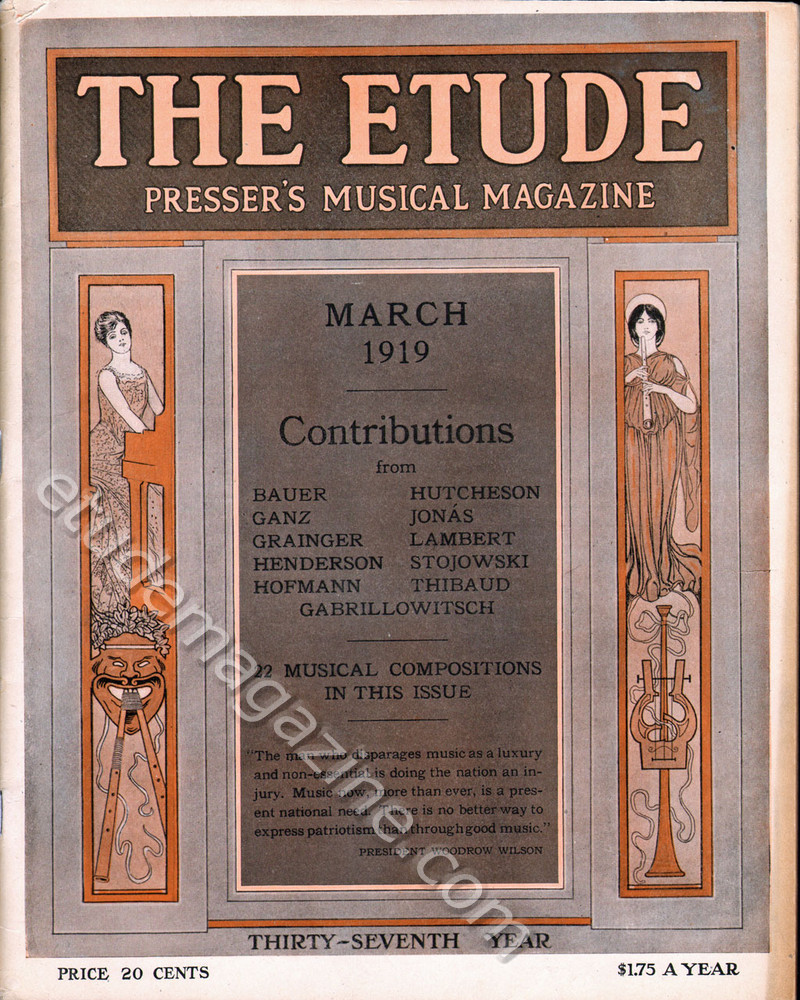 THE ETUDE
PRESSER'S MUSICAL MAGAZINE
MARCH
1919
Contributions
from
BAUER HUTCHESON
GANZ JONÁS
GRAINGER LAMBERT
HENDERSON STOJOWSKI
HOFMANN THIBAUD
GABRILLOWITSCH
22 MUSICAL COMPOSITIONS
IN THIS ISSUE
"The man who disparages music as a luxury
and non-essential is doing the nation an in-
jury. Music now, more than ever, is a pres-
ent national need. There is no better way to
express patriotism than through good music."
PRESIDENT WOODROW WILSON
THIRTY-SEVENTH YEAR
PRICE 20 CENTS
$1.75 A YEAR
etudemagazine.com